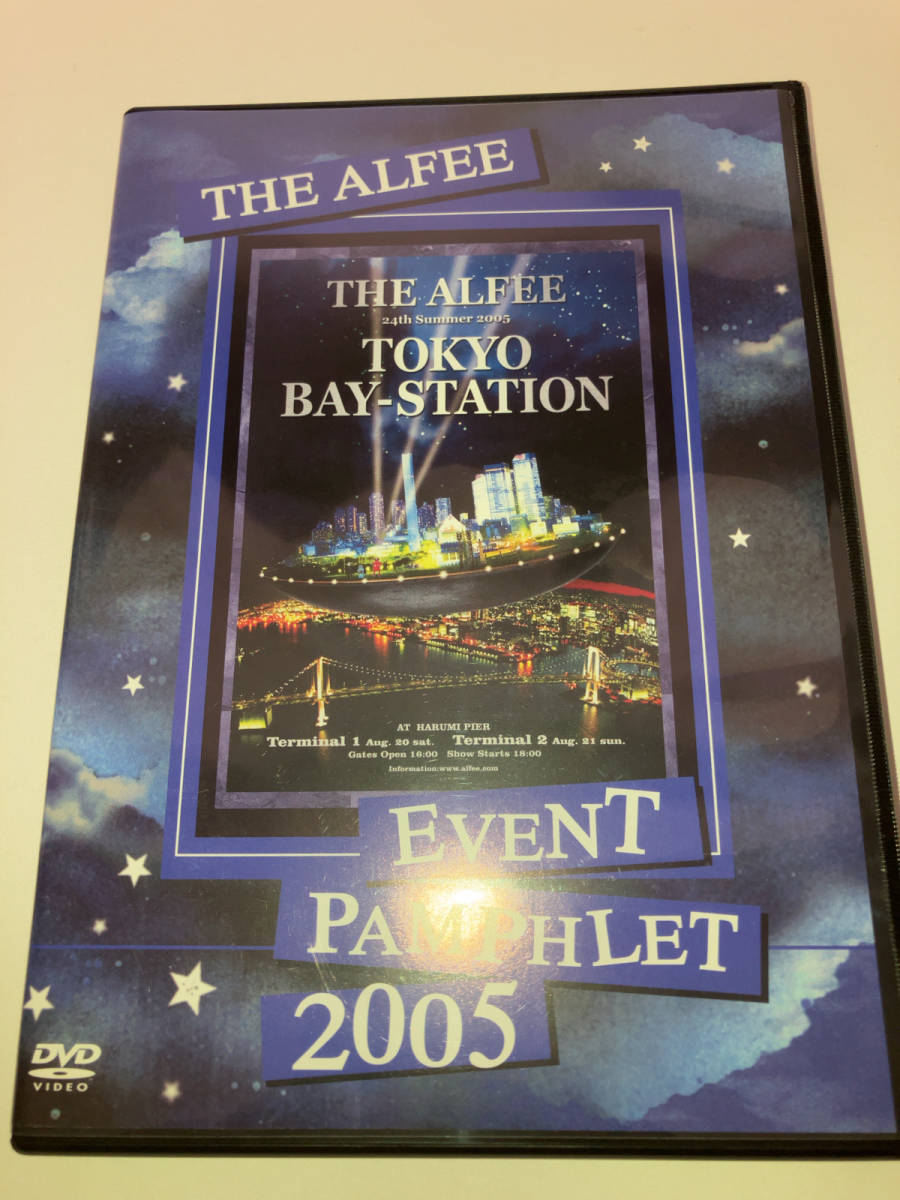 THE ALFEE
THE ALFEE
24th Summer 2005
TOKYO
BAY-STATION
AT HARUMI PIER
Terminal 1 Aug. 20 sat. Terminal 2 Aug. 21 sun.
Gates Open 16:00 Show Starts 18:00
Information:www.alfee.com
EVENT
PAMPHLET
2005
DVD
VIDEO